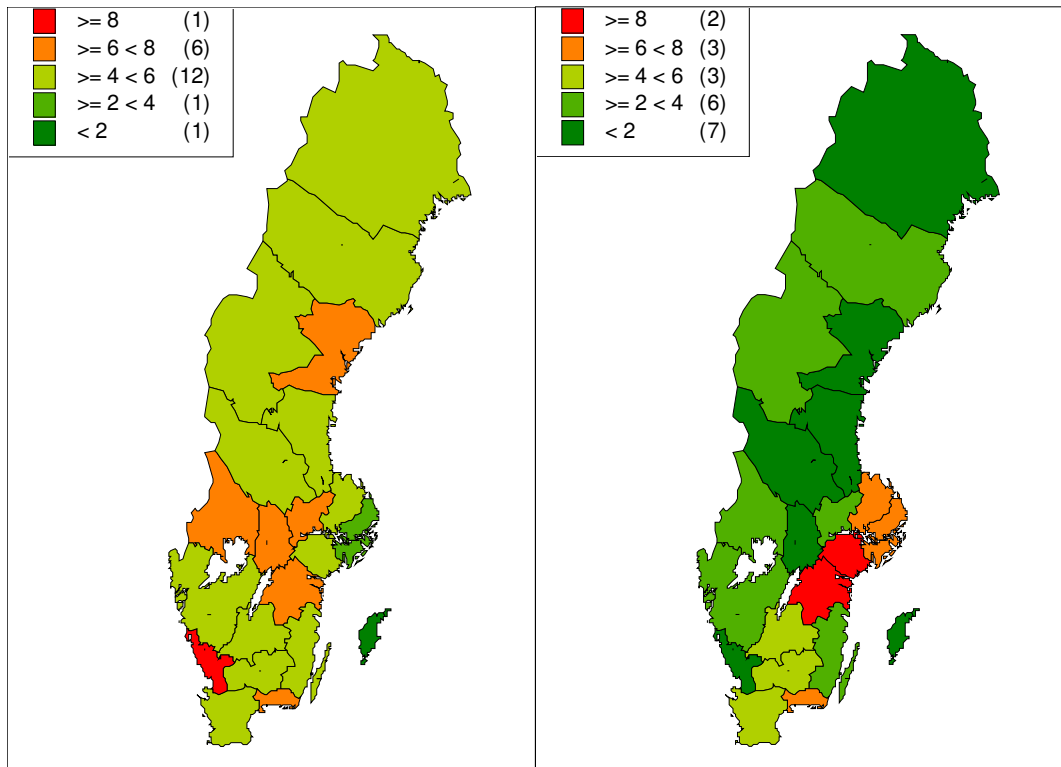 >= 8 (1)
>= 6 < 8 (6)
>= 4 < 6 (12)
>= 2 < 4 (1)
< 2 (1)
>= 8 (2)
>= 6 < 8 (3)
>= 4 < 6 (3)
>= 2 < 4 (6)
< 2 (7)